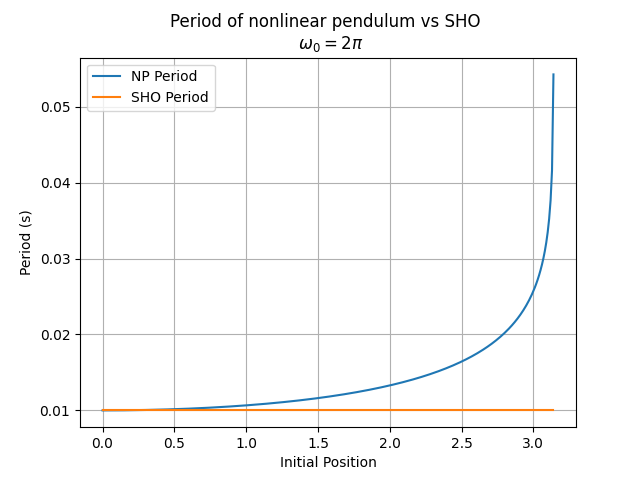 Period of nonlinear pendulum vs SHO
ω₀ = 2π
NP Period
SHO Period
0.05
0.04
0.03
0.02
0.01
Period (s)
0.0 0.5 1.0 1.5 2.0 2.5 3.0
Initial Position